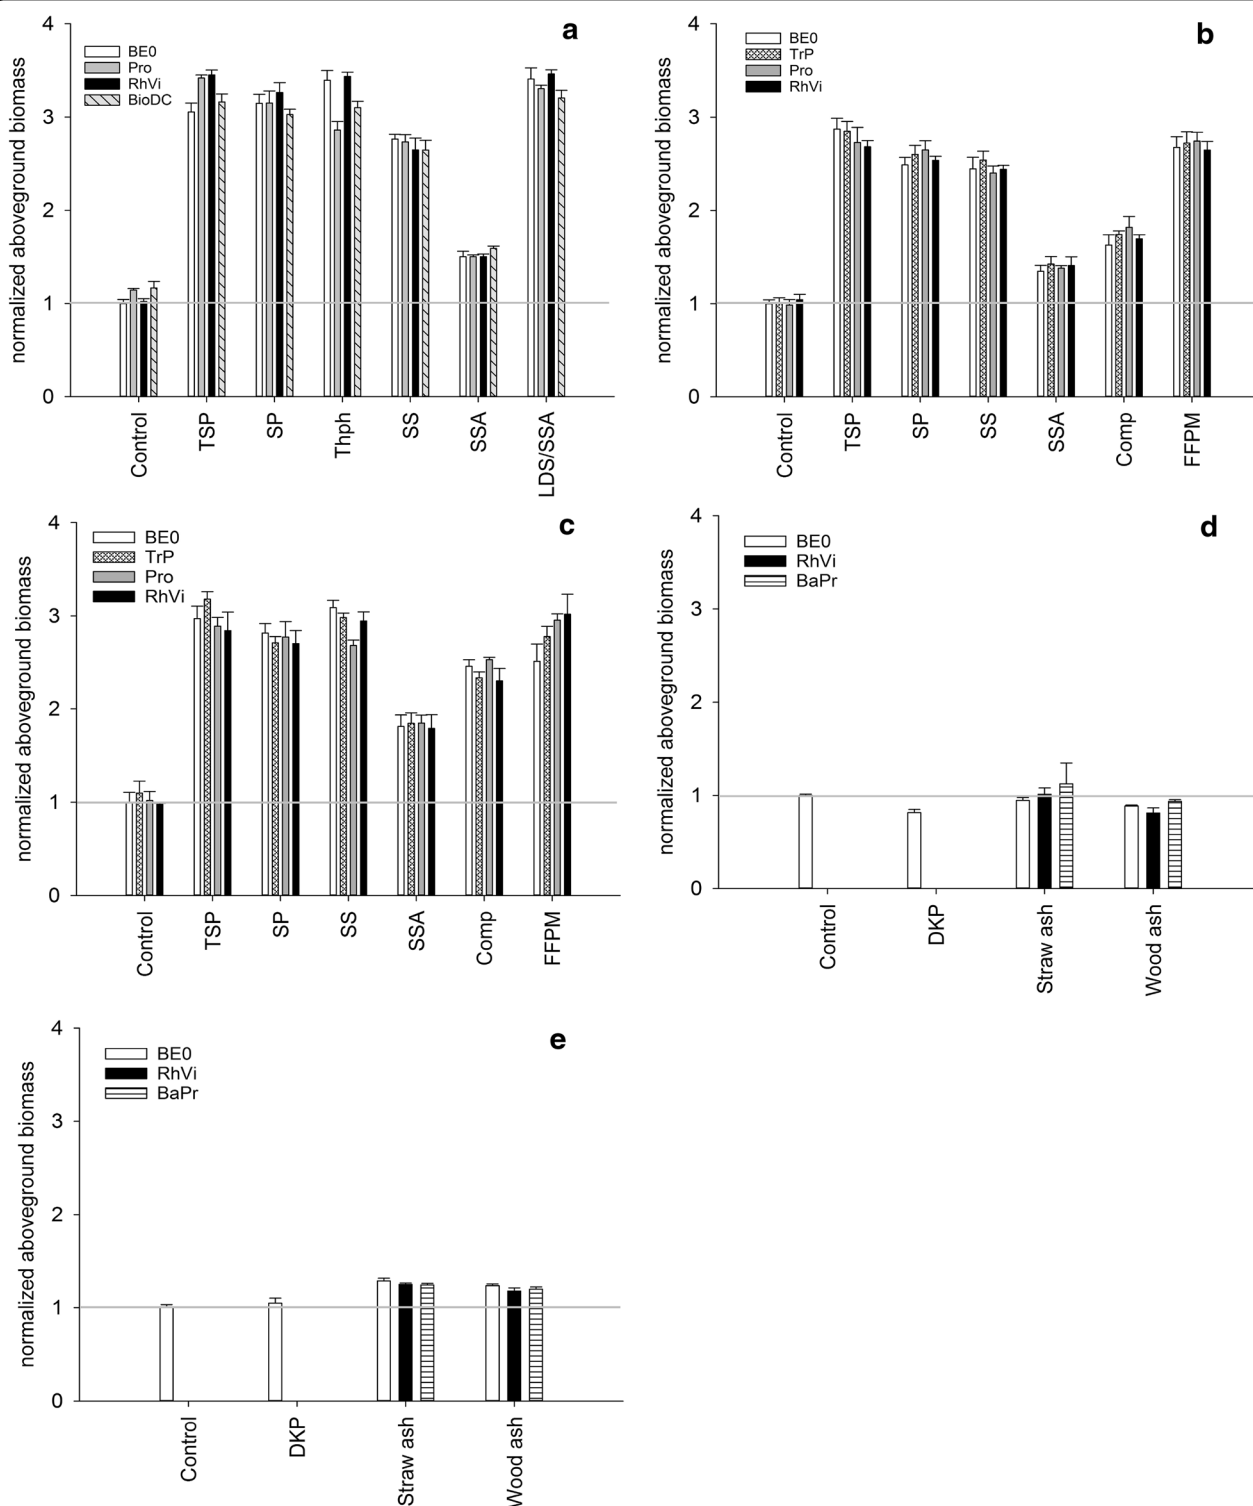 a
BE0
Pro
RhVi
BioDC
normalized aboveground biomass
4
3
2
1
0
Control
TSP
SP
Thph
SS
SSA
LDS/SSA
b
BE0
TrP
Pro
RhVi
normalized aboveground biomass
4
3
2
1
0
Control
TSP
SP
SS
SSA
Comp
FFPM
c
BE0
TrP
Pro
RhVi
normalized aboveground biomass
4
3
2
1
0
Control
TSP
SP
SS
SSA
Comp
FFPM
d
BE0
RhVi
BaPr
normalized aboveground biomass
4
3
2
1
0
Control
DKP
Straw ash
Wood ash
e
BE0
RhVi
BaPr
normalized aboveground biomass
4
3
2
1
0
Control
DKP
Straw ash
Wood ash